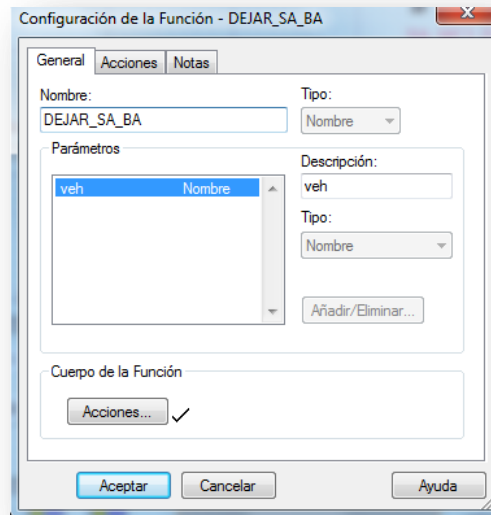 Configuración de la Función - DEJAR_SA_BA
General Acciones Notas
Nombre: Tipo:
DEJAR_SA_BA Nombre
Parámetros
Descripción:
veh Nombre veh
Tipo:
Nombre
Añadir/Eliminar...
Cuerpo de la Función
Acciones...
Aceptar Cancelar Ayuda